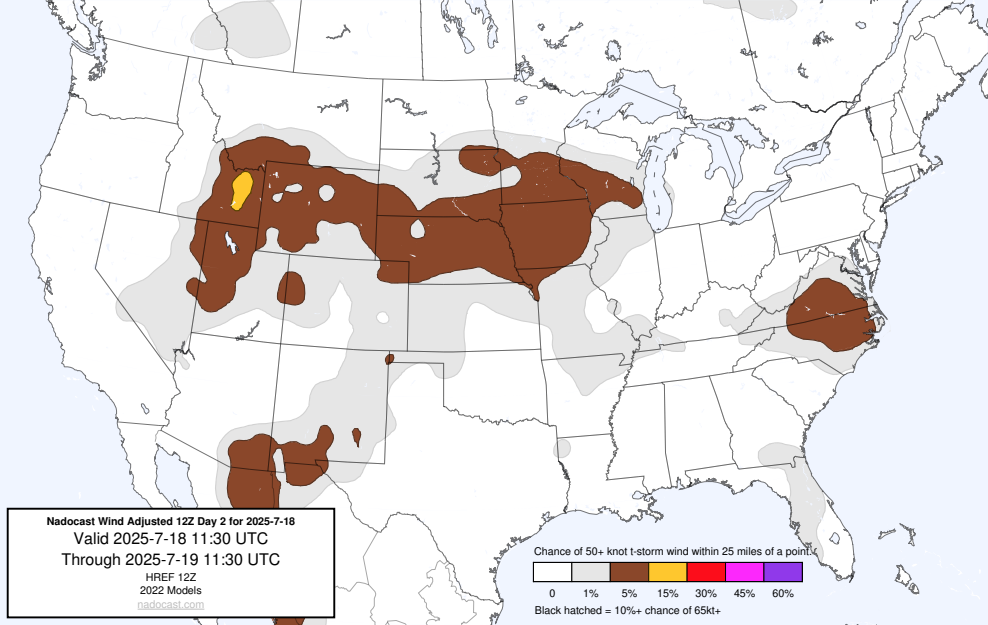 Nadocast Wind Adjusted 12Z Day 2 for 2025-7-18
Valid 2025-7-18 11:30 UTC
Through 2025-7-19 11:30 UTC
HREF 12Z
2022 Models
nadocast.com
Chance of 50+ knot t-storm wind within 25 miles of a point.
0 1% 5% 15% 30% 45% 60%
Black hatched = 10%+ chance of 65kt+